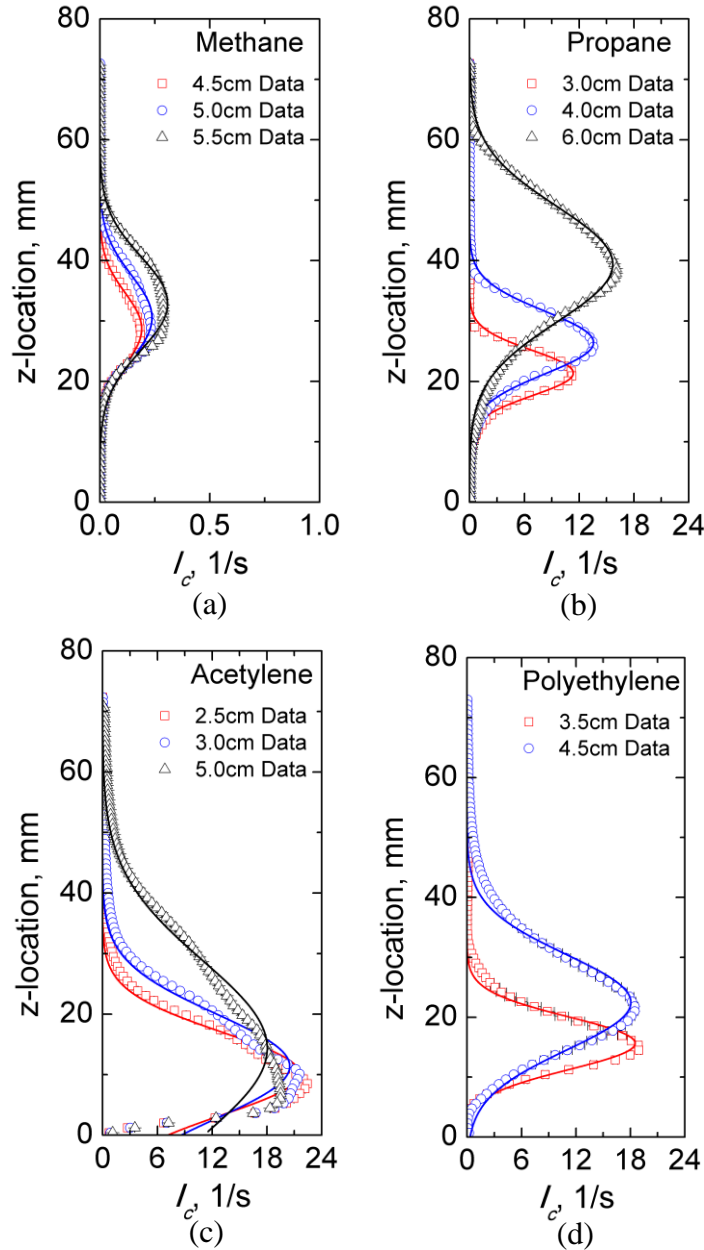 80
Methane
4.5cm Data
5.0cm Data
5.5cm Data
60
40
20
0
z-location, mm
0.0 0.5 1.0
I_c, 1/s
(a)
80
Propane
3.0cm Data
4.0cm Data
6.0cm Data
60
40
20
0
z-location, mm
0 6 12 18 24
I_c, 1/s
(b)
80
Acetylene
2.5cm Data
3.0cm Data
5.0cm Data
60
40
20
0
z-location, mm
0 6 12 18 24
I_c, 1/s
(c)
80
Polyethylene
3.5cm Data
4.5cm Data
60
40
20
0
z-location, mm
0 6 12 18 24
I_c, 1/s
(d)